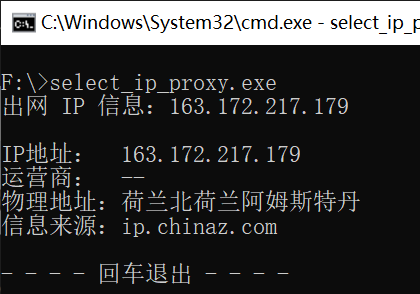 C:\Windows\System32\cmd.exe - select_ip_p
F:\>select_ip_proxy.exe
出网 IP 信息：163.172.217.179
IP地址：  163.172.217.179
运营商：  --
物理地址：荷兰北荷兰阿姆斯特丹
信息来源：ip.chinaz.com
- - - - 回车退出 - - - -